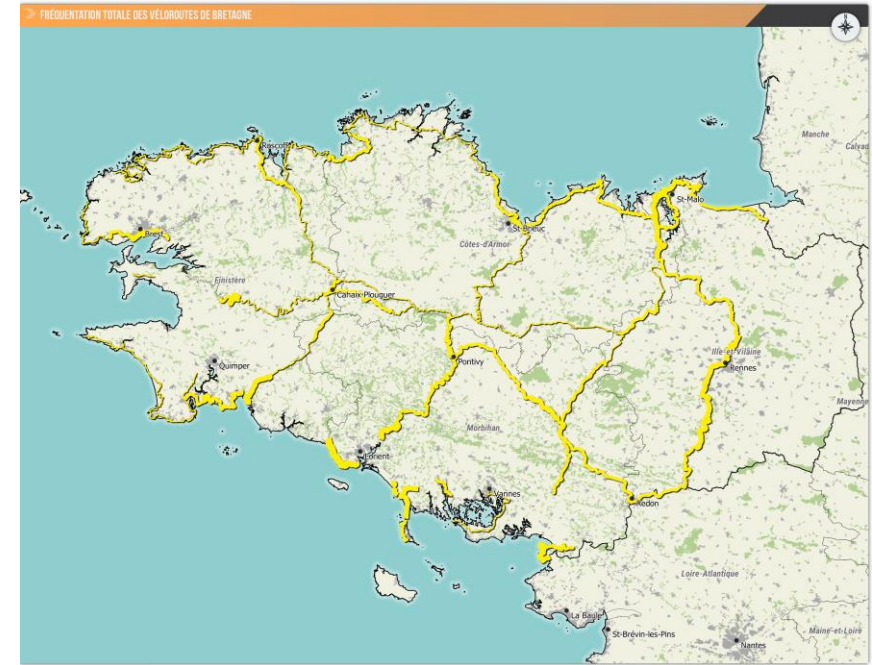 FRÉQUENTATION TOTALE DES VÉLOROUTES DE BRETAGNE
N
Manche
Roscoff
St-Malo
St-Brieuc
Brest
Côtes-d'Armor
Finistère
Cahaix-Plouguer
Ille-et-Vilaine
Pontivy
Rennes
Quimper
Mayenne
Morbihan
Lorient
Vannes
Redon
Loire-Atlantique
La Baule
St-Brévin-les-Pins
Maine-et-Loire
Nantes